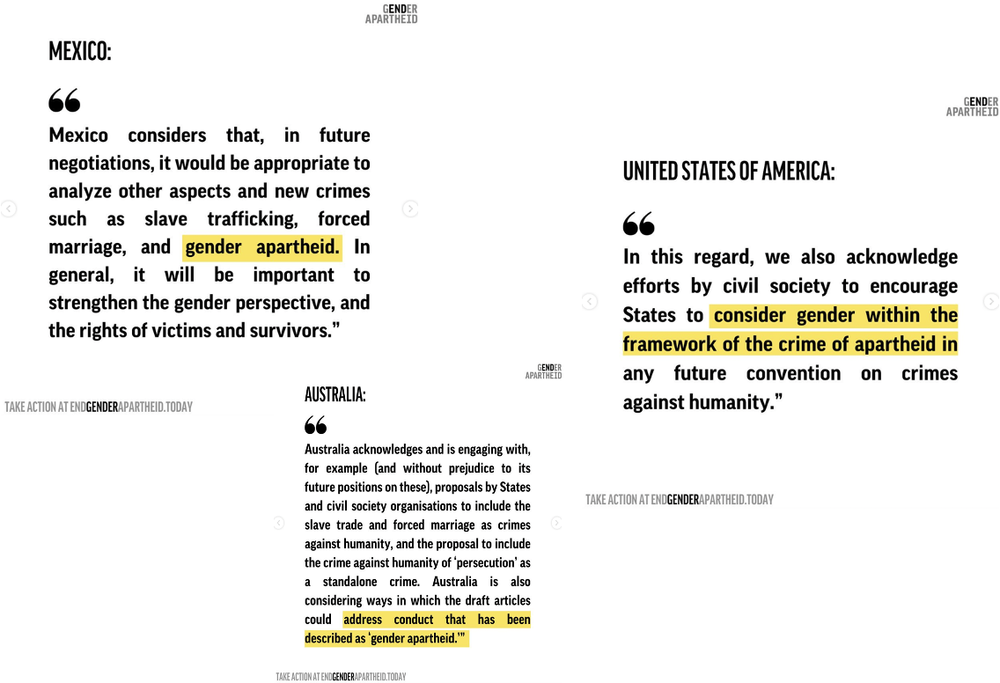 GENDER
APARTHEID
MEXICO:
“
Mexico considers that, in future
negotiations, it would be appropriate to
analyze other aspects and new crimes
such as slave trafficking, forced
marriage, and gender apartheid. In
general, it will be important to
strengthen the gender perspective, and
the rights of victims and survivors.”
TAKE ACTION AT ENDGENDERAPARTHEID.TODAY
GENDER
APARTHEID
AUSTRALIA:
“
Australia acknowledges and is engaging with,
for example (and without prejudice to its
future positions on these), proposals by States
and civil society organisations to include the
slave trade and forced marriage as crimes
against humanity, and the proposal to include
the crime against humanity of ‘persecution’ as
a standalone crime. Australia is also
considering ways in which the draft articles
could address conduct that has been
described as ‘gender apartheid.’”
TAKE ACTION AT ENDGENDERAPARTHEID.TODAY
GENDER
APARTHEID
UNITED STATES OF AMERICA:
“
In this regard, we also acknowledge
efforts by civil society to encourage
States to consider gender within the
framework of the crime of apartheid in
any future convention on crimes
against humanity.”
TAKE ACTION AT ENDGENDERAPARTHEID.TODAY